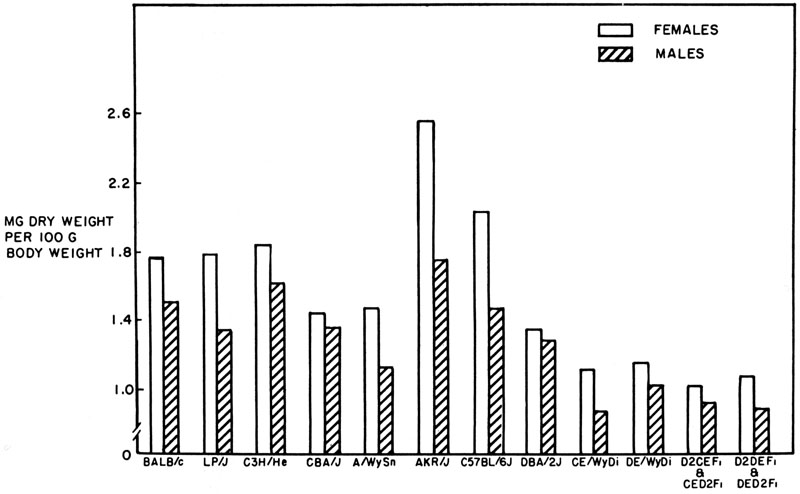 FEMALES
MALES
2.6
2.2
MG DRY WEIGHT
PER 100 G
BODY WEIGHT 1.8
1.4
1.0
0
BALB/c LP/J C3H/He CBA/J A/WySn AKR/J C57BL/6J DBA/2J CE/WyDi DE/WyDi D2CEF1 D2DEF1
& &
CED2F1 DED2F1